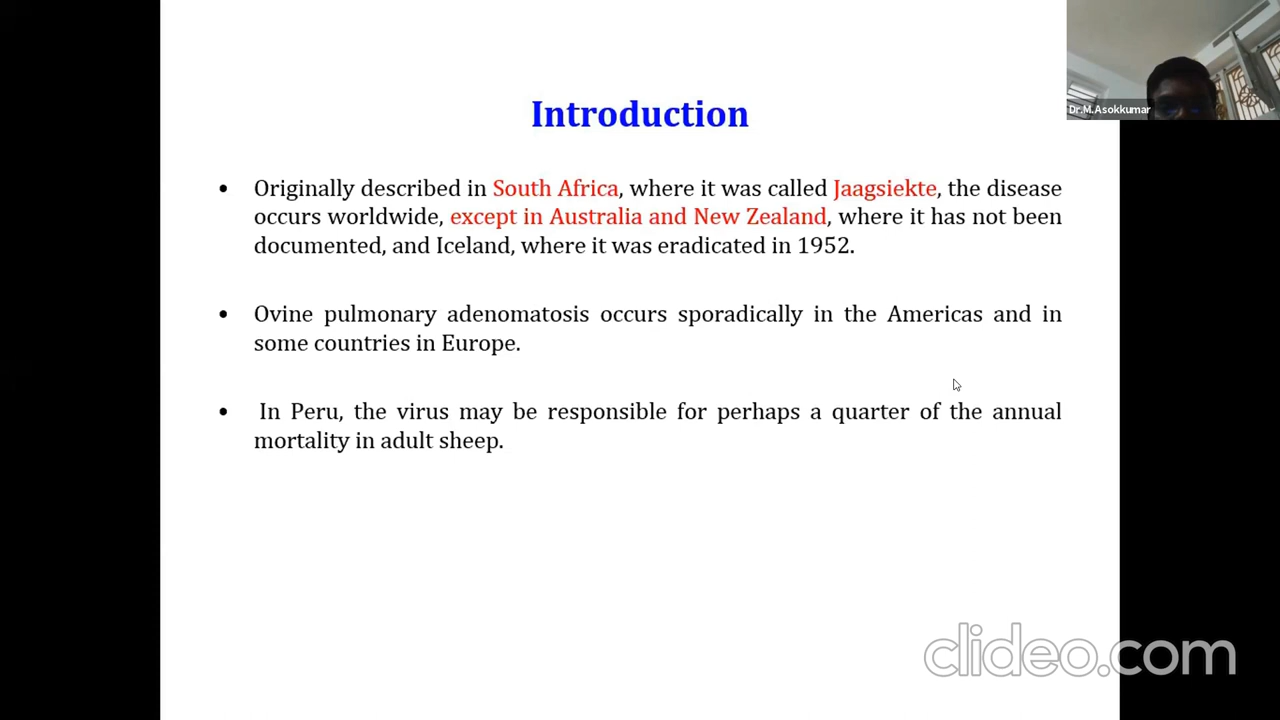 Dr.M.Asokkumar
Introduction
• Originally described in South Africa, where it was called Jaagsiekte, the disease
occurs worldwide, except in Australia and New Zealand, where it has not been
documented, and Iceland, where it was eradicated in 1952.
• Ovine pulmonary adenomatosis occurs sporadically in the Americas and in
some countries in Europe.
• In Peru, the virus may be responsible for perhaps a quarter of the annual
mortality in adult sheep.
clideo.com